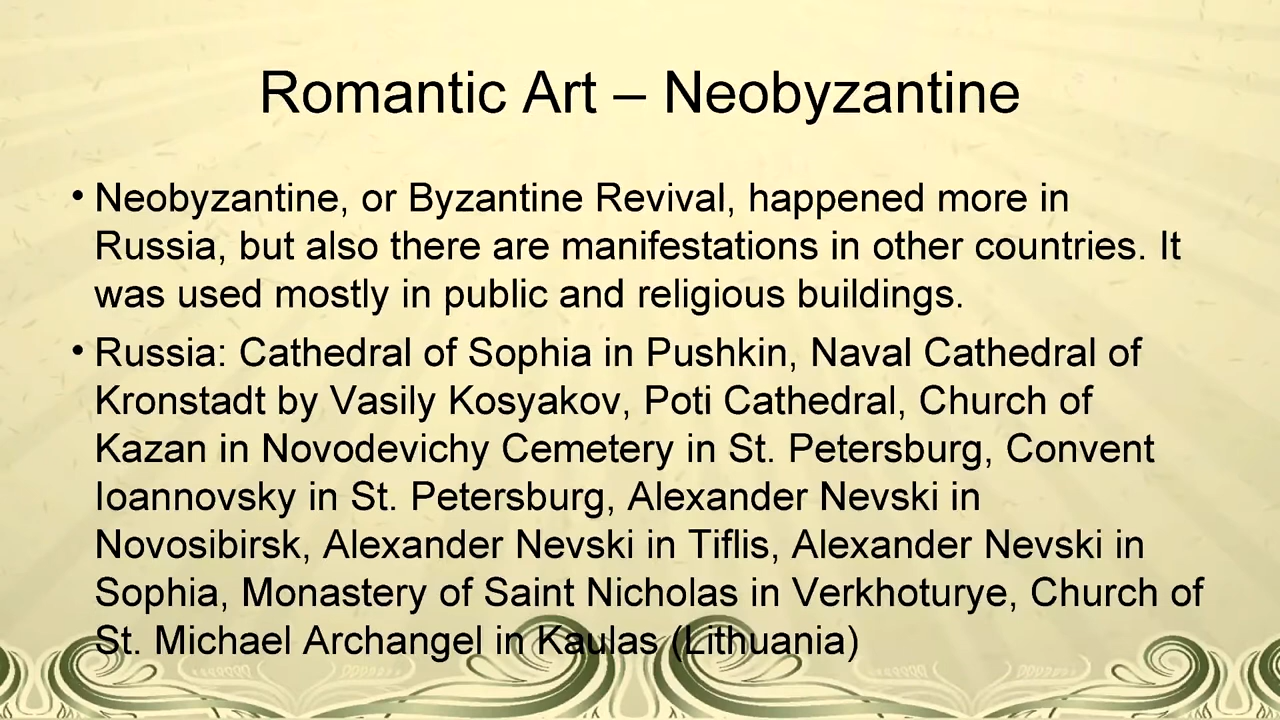 Romantic Art – Neobyzantine
• Neobyzantine, or Byzantine Revival, happened more in
Russia, but also there are manifestations in other countries. It
was used mostly in public and religious buildings.
• Russia: Cathedral of Sophia in Pushkin, Naval Cathedral of
Kronstadt by Vasily Kosyakov, Poti Cathedral, Church of
Kazan in Novodevichy Cemetery in St. Petersburg, Convent
Ioannovsky in St. Petersburg, Alexander Nevski in
Novosibirsk, Alexander Nevski in Tiflis, Alexander Nevski in
Sophia, Monastery of Saint Nicholas in Verkhoturye, Church of
St. Michael Archangel in Kaulas (Lithuania)